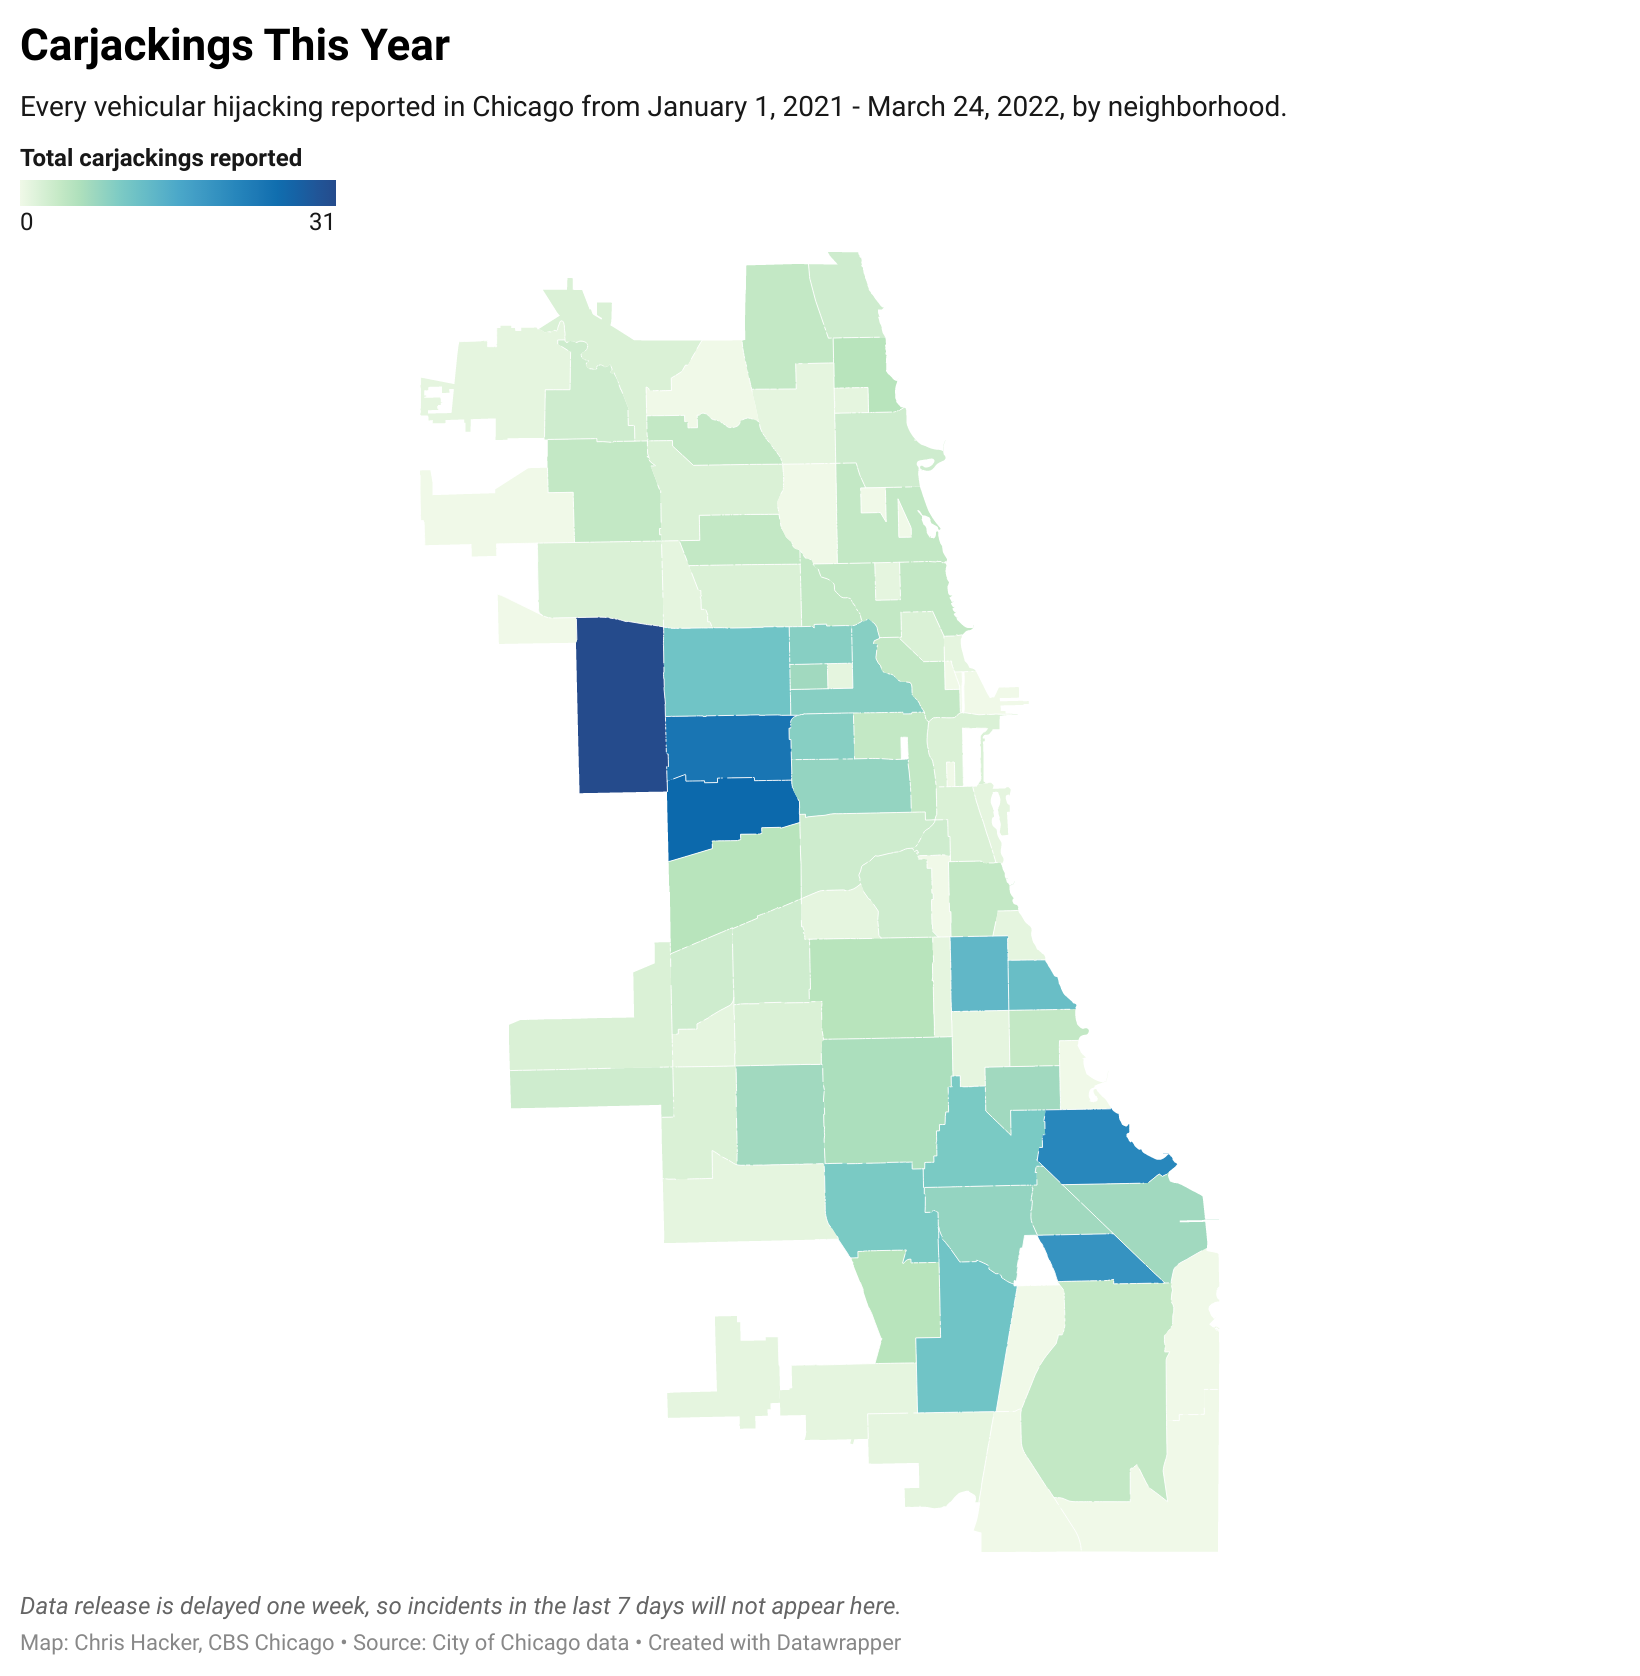 Carjackings This Year
Every vehicular hijacking reported in Chicago from January 1, 2021 - March 24, 2022, by neighborhood.
Total carjackings reported
0 31
Data release is delayed one week, so incidents in the last 7 days will not appear here.
Map: Chris Hacker, CBS Chicago • Source: City of Chicago data • Created with Datawrapper